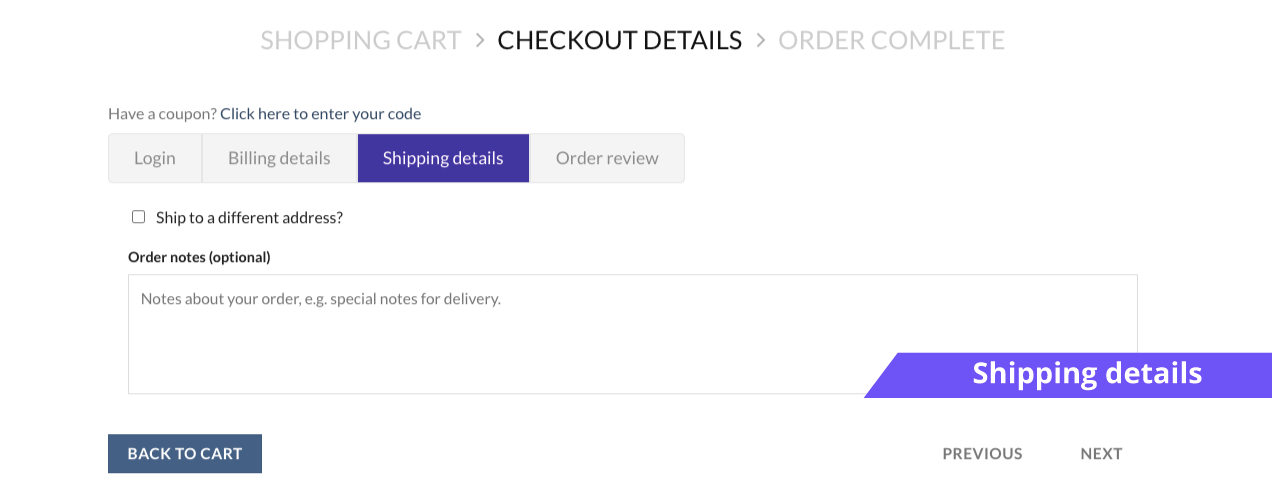 SHOPPING CART > CHECKOUT DETAILS > ORDER COMPLETE
Have a coupon? Click here to enter your code
Login Billing details Shipping details Order review
Ship to a different address?
Order notes (optional)
Notes about your order, e.g. special notes for delivery.
Shipping details
BACK TO CART PREVIOUS NEXT